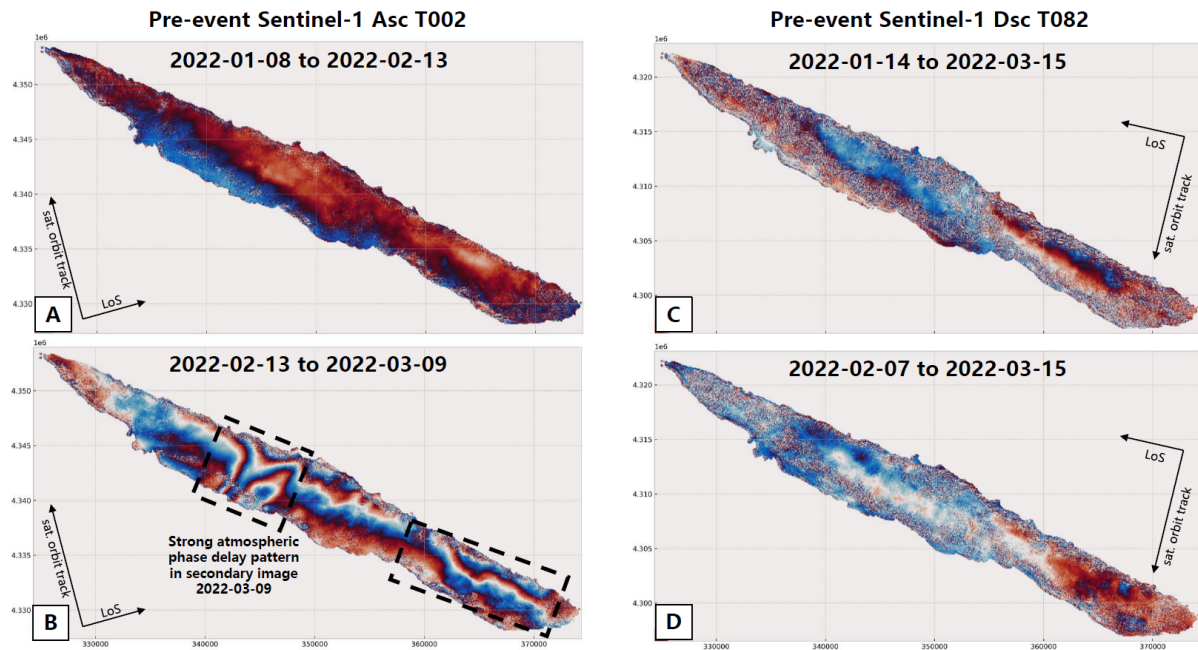 Pre-event Sentinel-1 Asc T002
Pre-event Sentinel-1 Dsc T082
1e6
2022-01-08 to 2022-02-13
4.350
4.345
4.340
4.335
4.330
sat. orbit track
LoS
A
330000
340000
350000
360000
370000
1e6
2022-01-14 to 2022-03-15
4.320
4.315
4.310
4.305
4.300
LoS
sat. orbit track
C
1e6
2022-02-13 to 2022-03-09
4.350
4.345
4.340
4.335
4.330
Strong atmospheric
phase delay pattern
in secondary image
2022-03-09
sat. orbit track
LoS
B
330000
340000
350000
360000
370000
1e6
2022-02-07 to 2022-03-15
4.320
4.315
4.310
4.305
4.300
LoS
sat. orbit track
D
330000
340000
350000
360000
370000